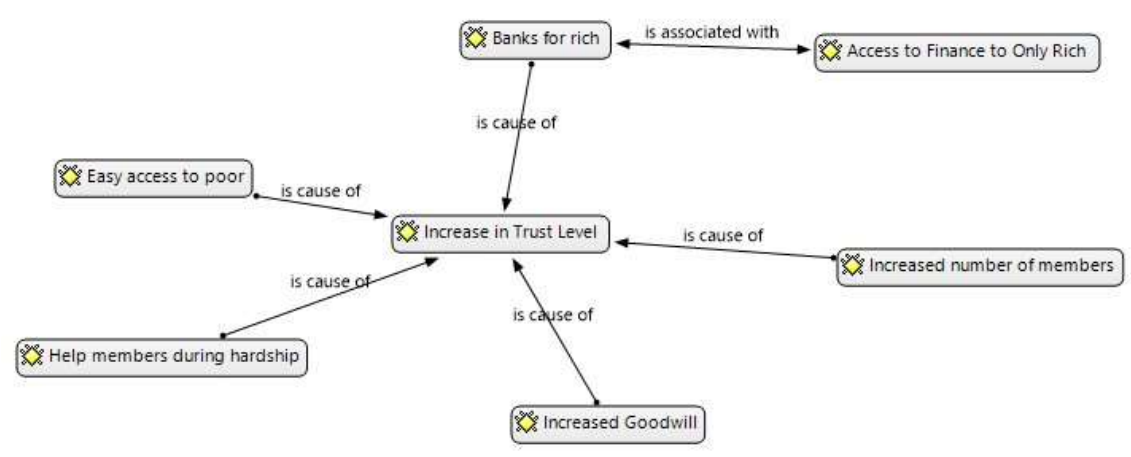 Banks for rich
is associated with
Access to Finance to Only Rich
is cause of
Easy access to poor
is cause of
Increase in Trust Level
is cause of
Increased number of members
is cause of
Help members during hardship
is cause of
Increased Goodwill